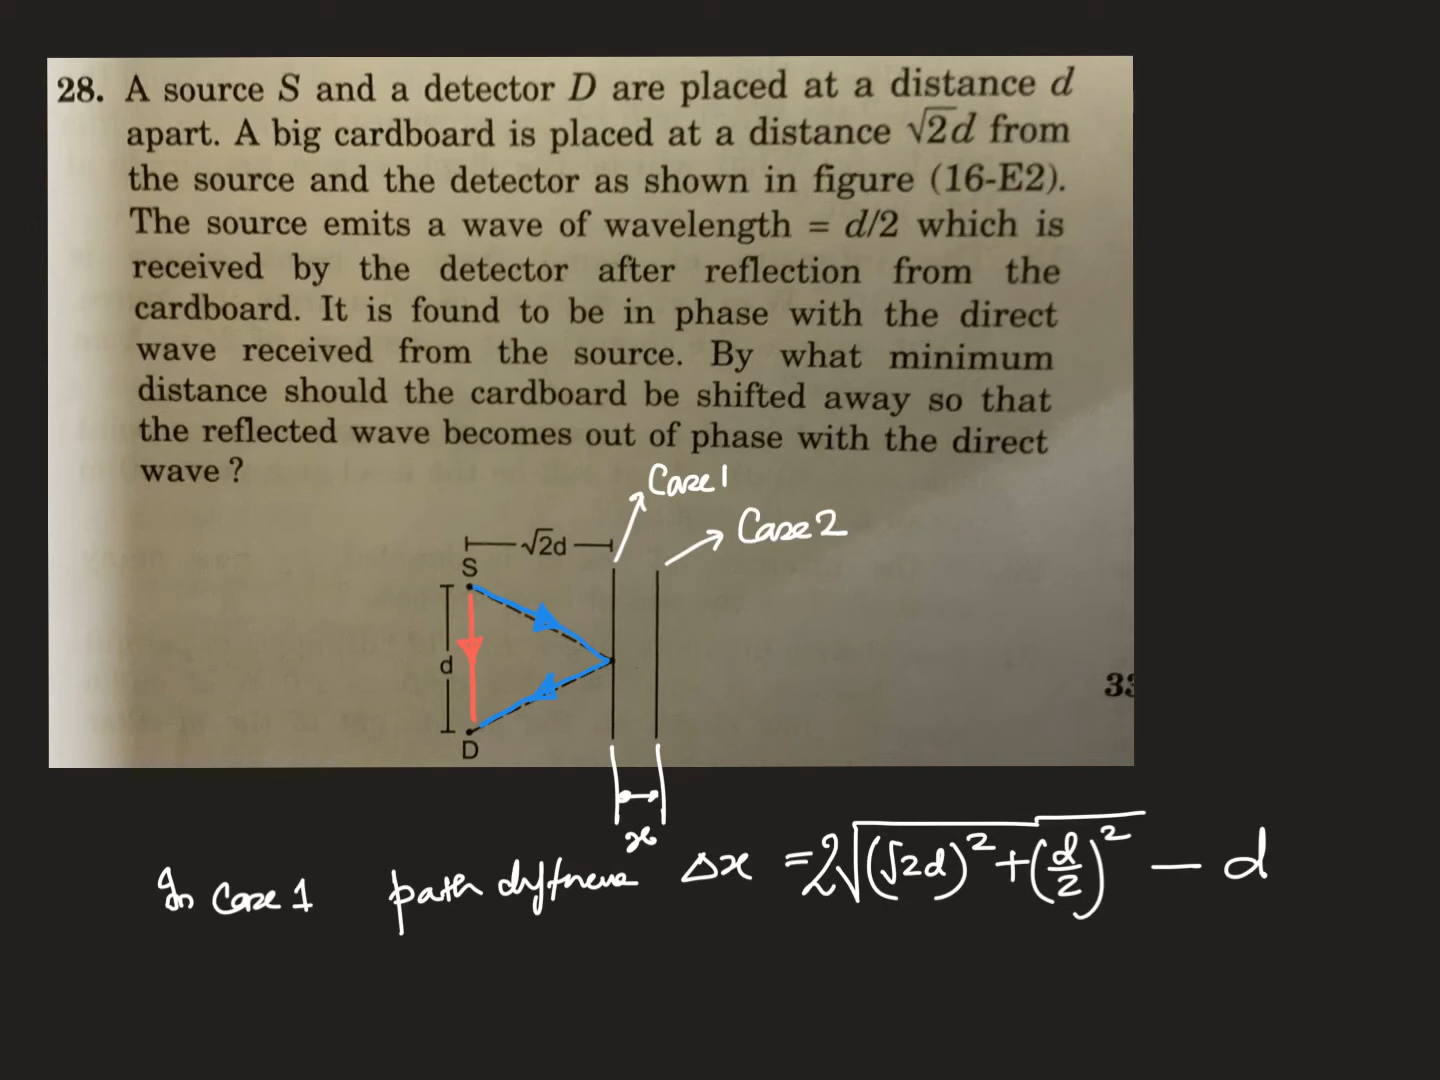 28. A source S and a detector D are placed at a distance d
apart. A big cardboard is placed at a distance √2d from
the source and the detector as shown in figure (16-E2).
The source emits a wave of wavelength = d/2 which is
received by the detector after reflection from the
cardboard. It is found to be in phase with the direct
wave received from the source. By what minimum
distance should the cardboard be shifted away so that
the reflected wave becomes out of phase with the direct
wave ?
Case 1
Case 2
√2d
S
d
D
33
x
In Case 1 path difference Δx = 2√((√2d)² + (d/2)²) − d